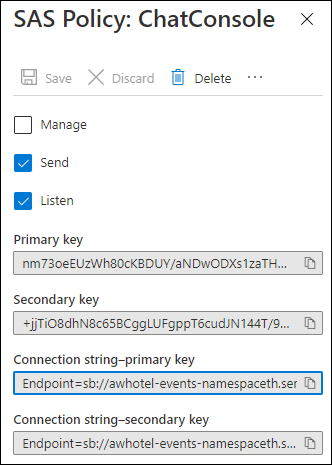 SAS Policy: ChatConsole
Save Discard Delete ...
Manage
Send
Listen
Primary key
nm73oeEUzWh80cKBDUY/aNDwODXs1zaTH...
Secondary key
+jjTiO8dhN8c65BCggLUFgppT6cudJN144T/9...
Connection string–primary key
Endpoint=sb://awhotel-events-namespaceth.ser
Connection string–secondary key
Endpoint=sb://awhotel-events-namespaceth.s...